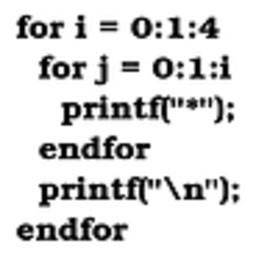 for i = 0:1:4
for j = 0:1:i
printf("*");
endfor
printf("\n");
endfor